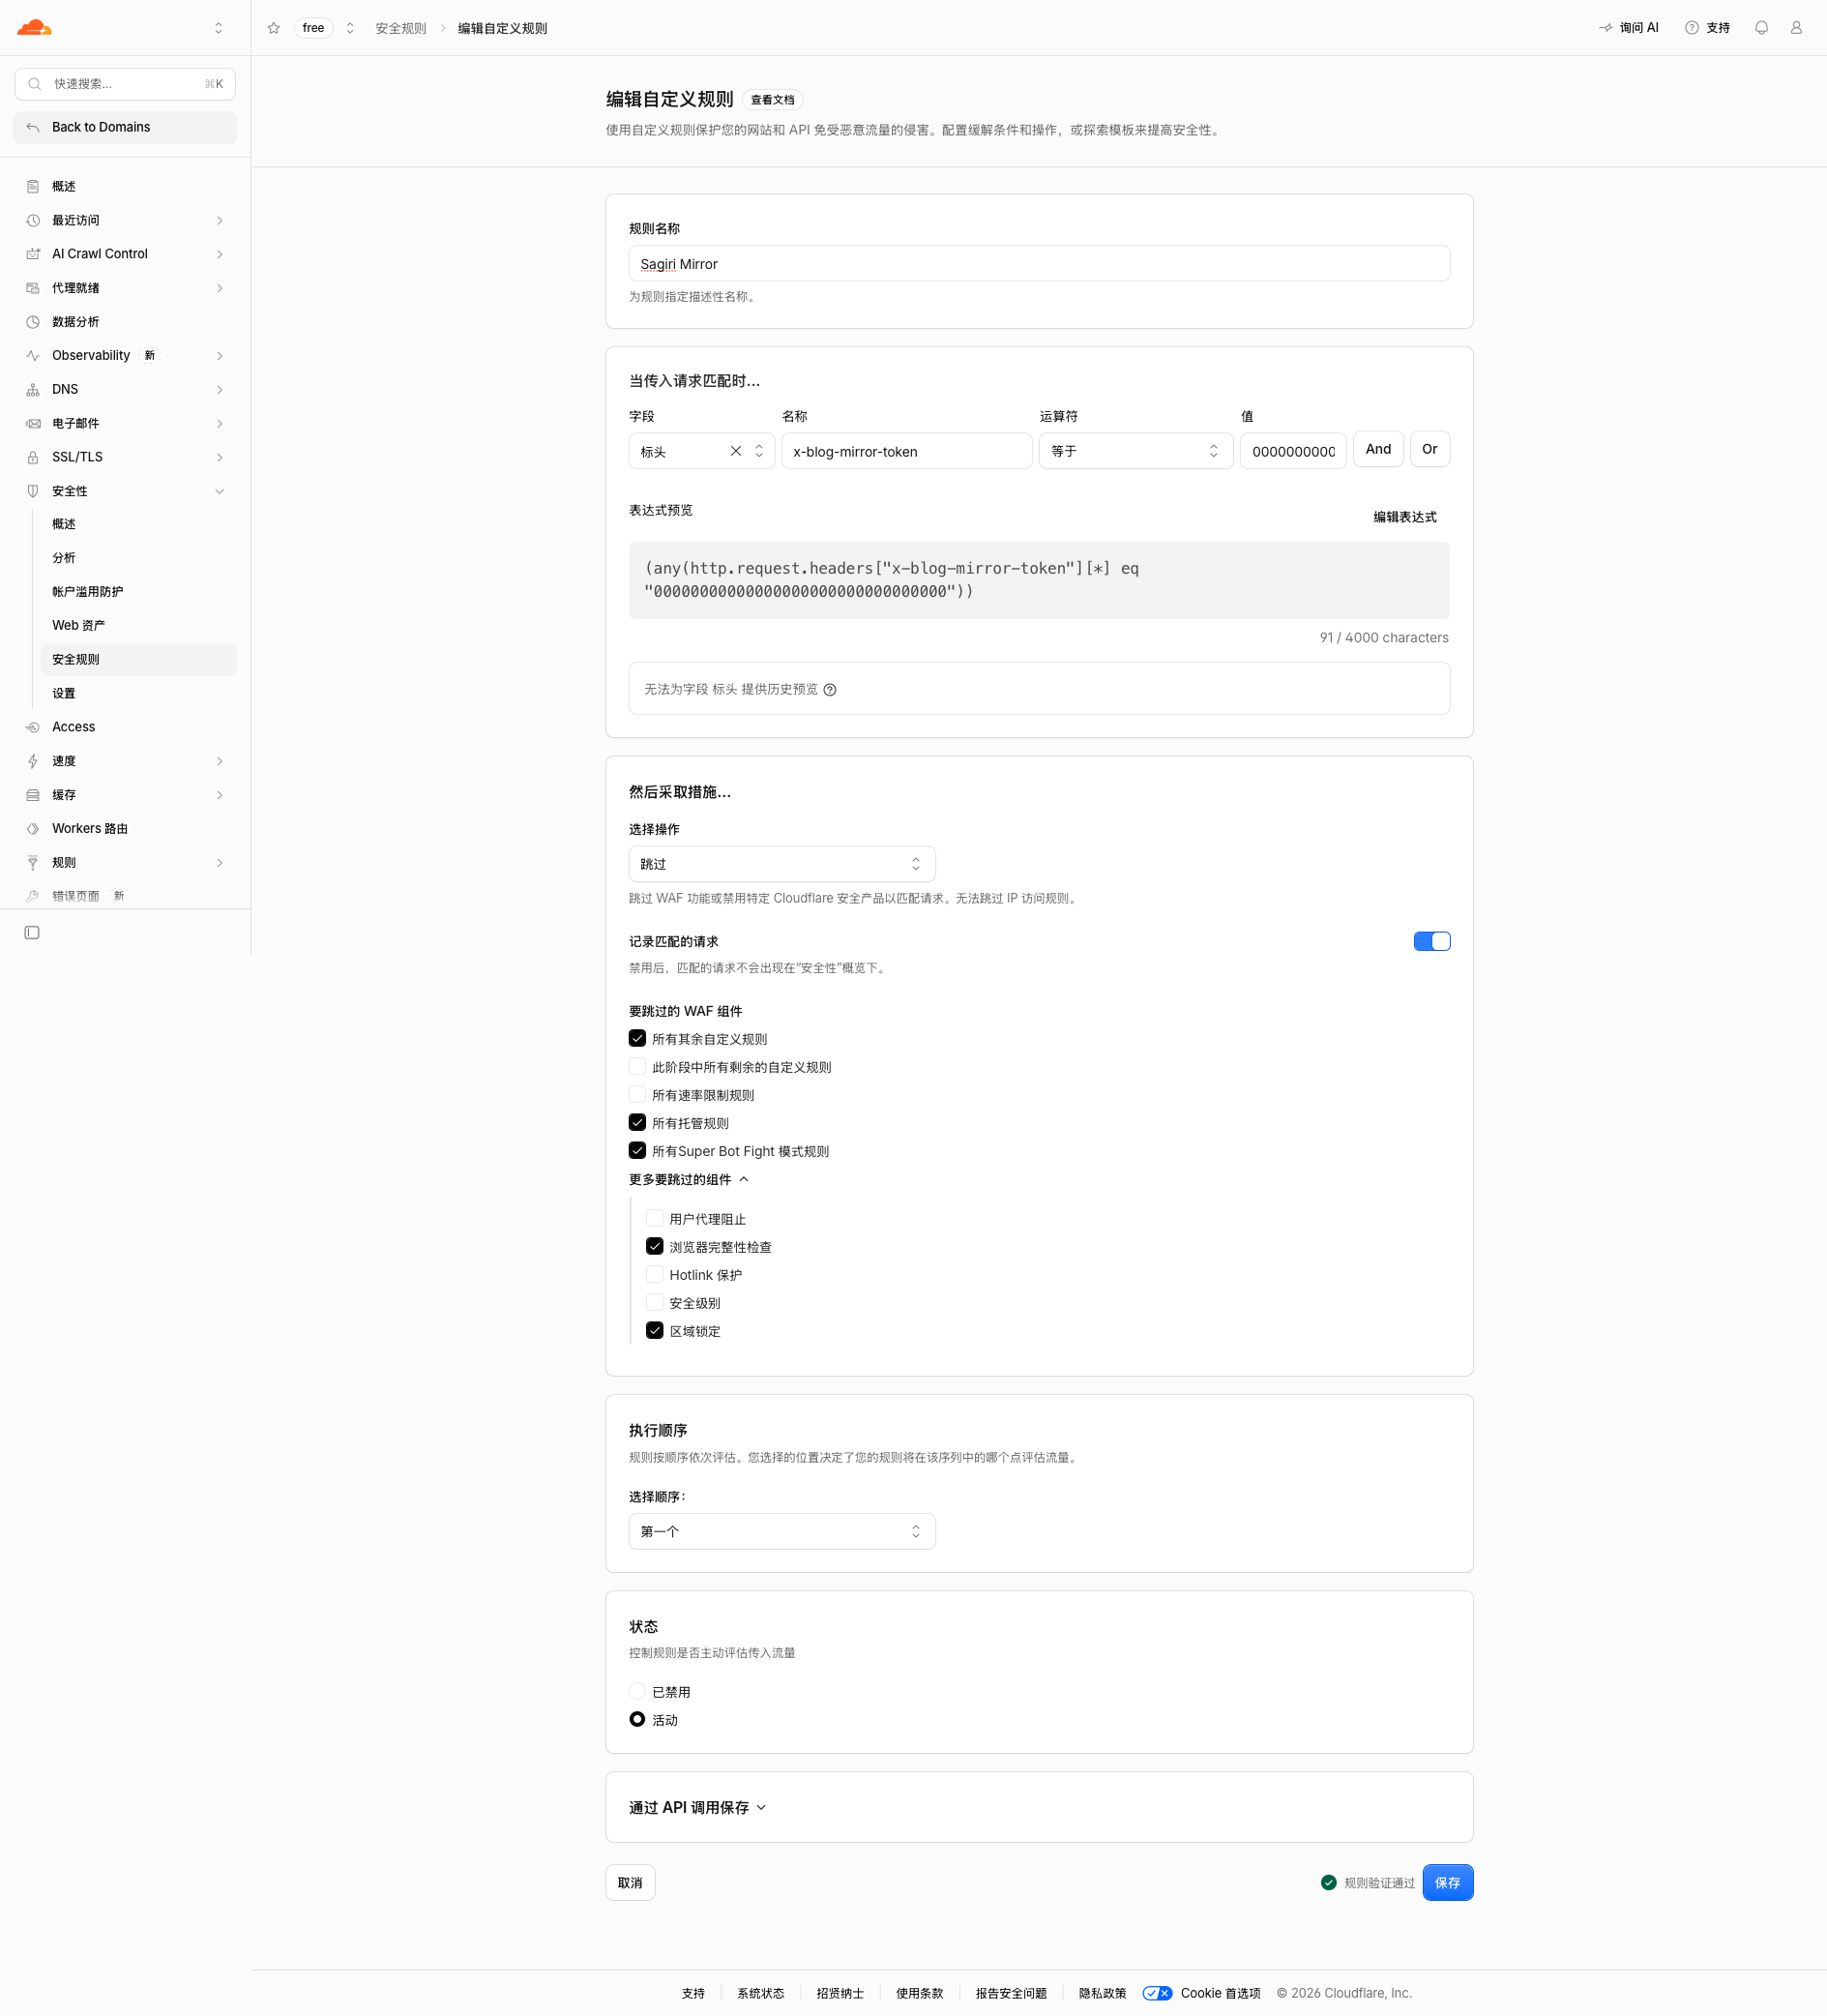 free
安全规则
编辑自定义规则
询问 AI
支持
快速搜索...
⌘K
Back to Domains
概述
最近访问
AI Crawl Control
代理就绪
数据分析
Observability 新
DNS
电子邮件
SSL/TLS
安全性
概述
分析
帐户滥用防护
Web 资产
安全规则
设置
Access
速度
缓存
Workers 路由
规则
错误页面 新
编辑自定义规则 查看文档
使用自定义规则保护您的网站和 API 免受恶意流量的侵害。配置缓解条件和操作，或探索模板来提高安全性。
规则名称
Sagiri Mirror
为规则指定描述性名称。
当传入请求匹配时...
字段 名称 运算符 值
标头 x-blog-mirror-token 等于 0000000000 And Or
表达式预览
编辑表达式
(any(http.request.headers["x-blog-mirror-token"][*] eq
"00000000000000000000000000000000"))
91 / 4000 characters
无法为字段 标头 提供历史预览
然后采取措施...
选择操作
跳过
跳过 WAF 功能或禁用特定 Cloudflare 安全产品以匹配请求。无法跳过 IP 访问规则。
记录匹配的请求
禁用后，匹配的请求不会出现在“安全性”概览下。
要跳过的 WAF 组件
所有其余自定义规则
此阶段中所有剩余的自定义规则
所有速率限制规则
所有托管规则
所有Super Bot Fight 模式规则
更多要跳过的组件
用户代理阻止
浏览器完整性检查
Hotlink 保护
安全级别
区域锁定
执行顺序
规则按顺序依次评估。您选择的位置决定了您的规则将在该序列中的哪个点评估流量。
选择顺序:
第一个
状态
控制规则是否主动评估传入流量
已禁用
活动
通过 API 调用保存
取消
规则验证通过
保存
支持
系统状态
招贤纳士
使用条款
报告安全问题
隐私政策
Cookie 首选项
© 2026 Cloudflare, Inc.